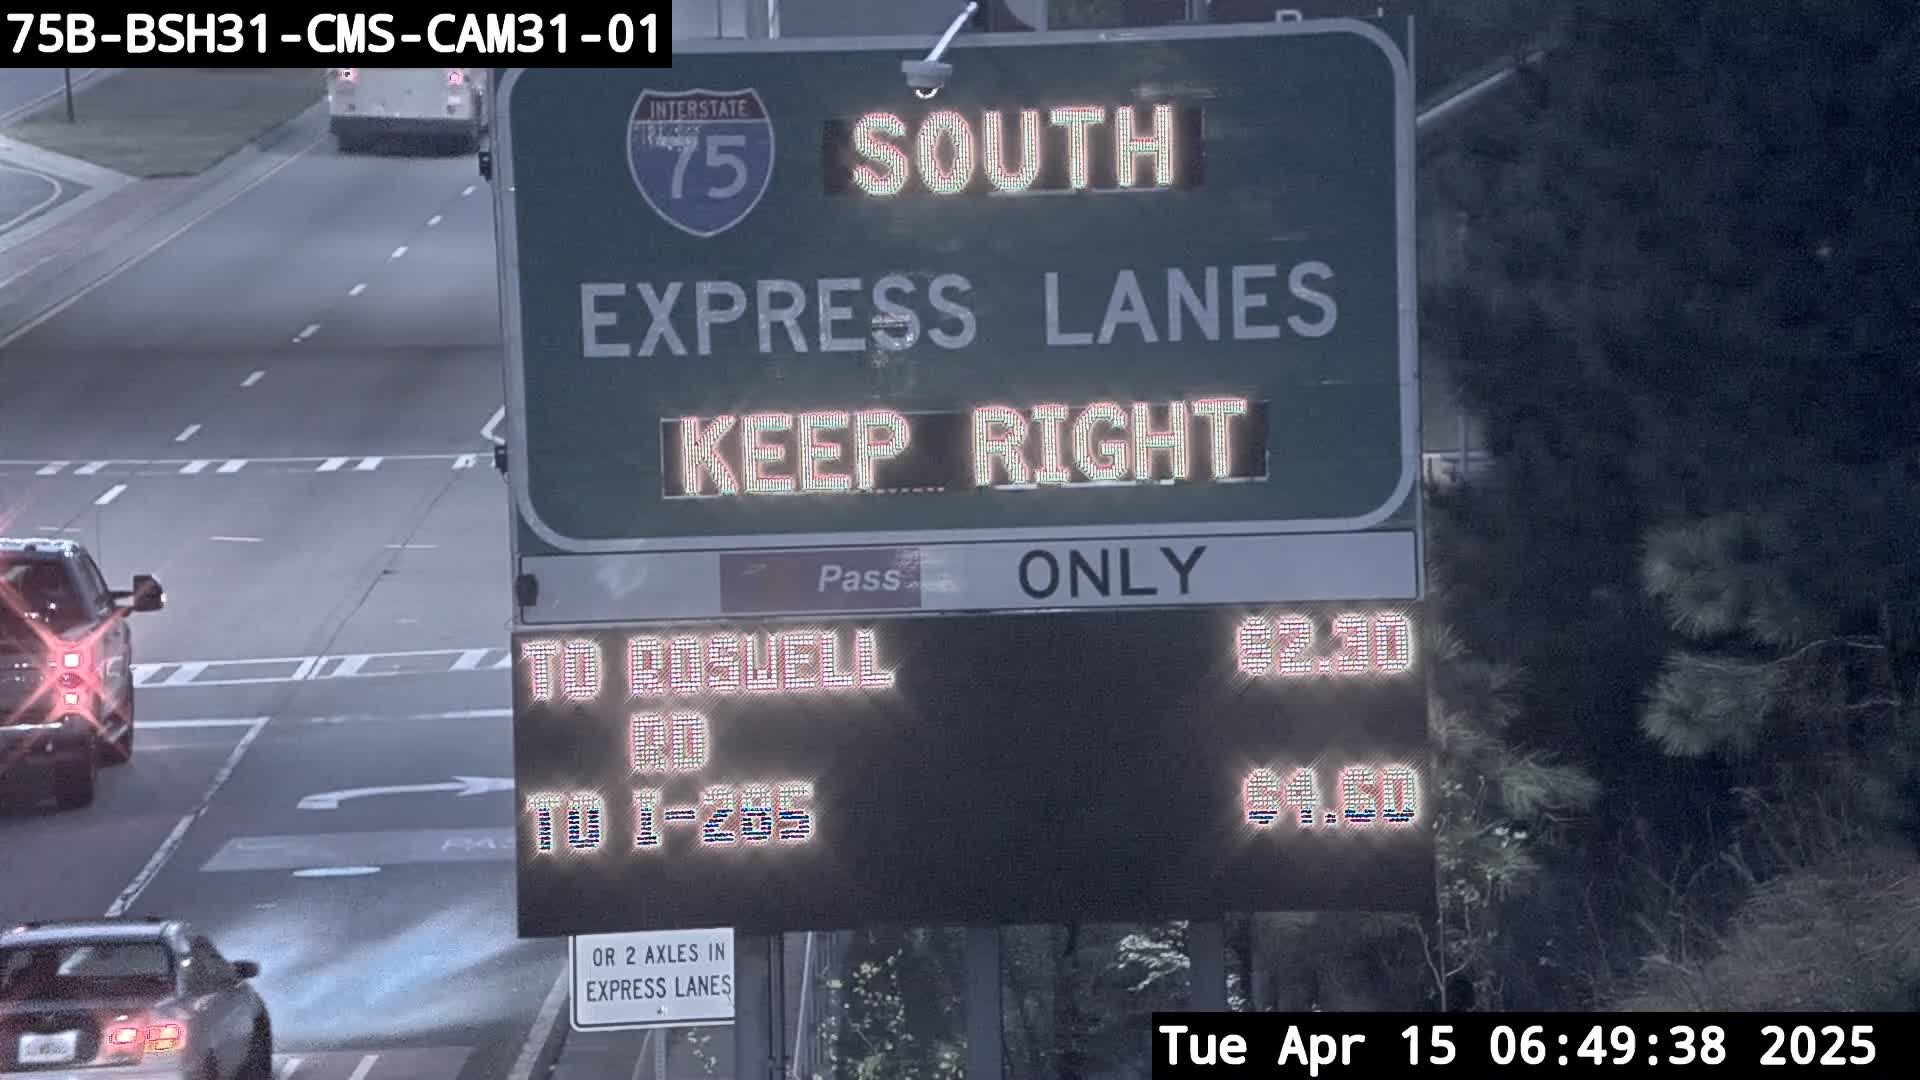 75B-BSH31-CMS-CAM31-01
INTERSTATE
75
SOUTH
EXPRESS LANES
KEEP RIGHT
Pass ONLY
TO ROSWELL $2.30
RD
TO I-285 $4.60
OR 2 AXLES IN
EXPRESS LANES
Tue Apr 15 06:49:38 2025